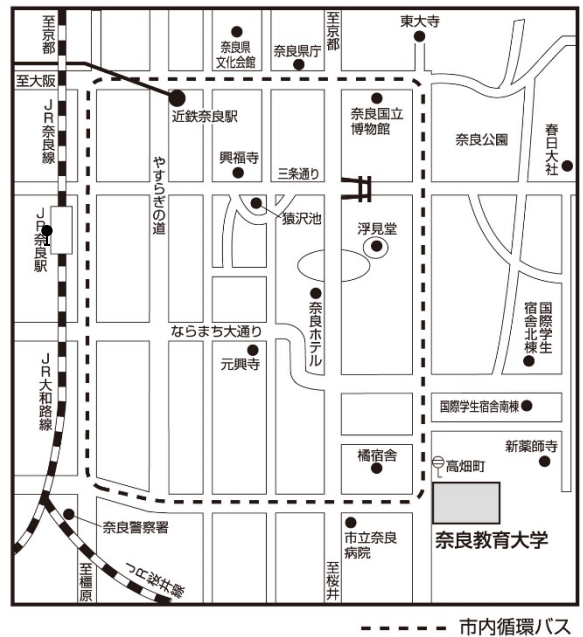 至京都
奈良県
文化会館
奈良県庁
至京都
東大寺
至大阪
近鉄奈良駅
奈良国立
博物館
奈良公園
春日大社
JR奈良線
やすらぎの道
興福寺
三条通り
猿沢池
浮見堂
JR奈良駅
奈良ホテル
国際学生
宿舎北棟
ならまち大通り
元興寺
JR大和路線
国際学生宿舎南棟
橘宿舎
高畑町
新薬師寺
奈良警察署
市立奈良
病院
奈良教育大学
至橿原
JR桜井線
至桜井
市内循環バス